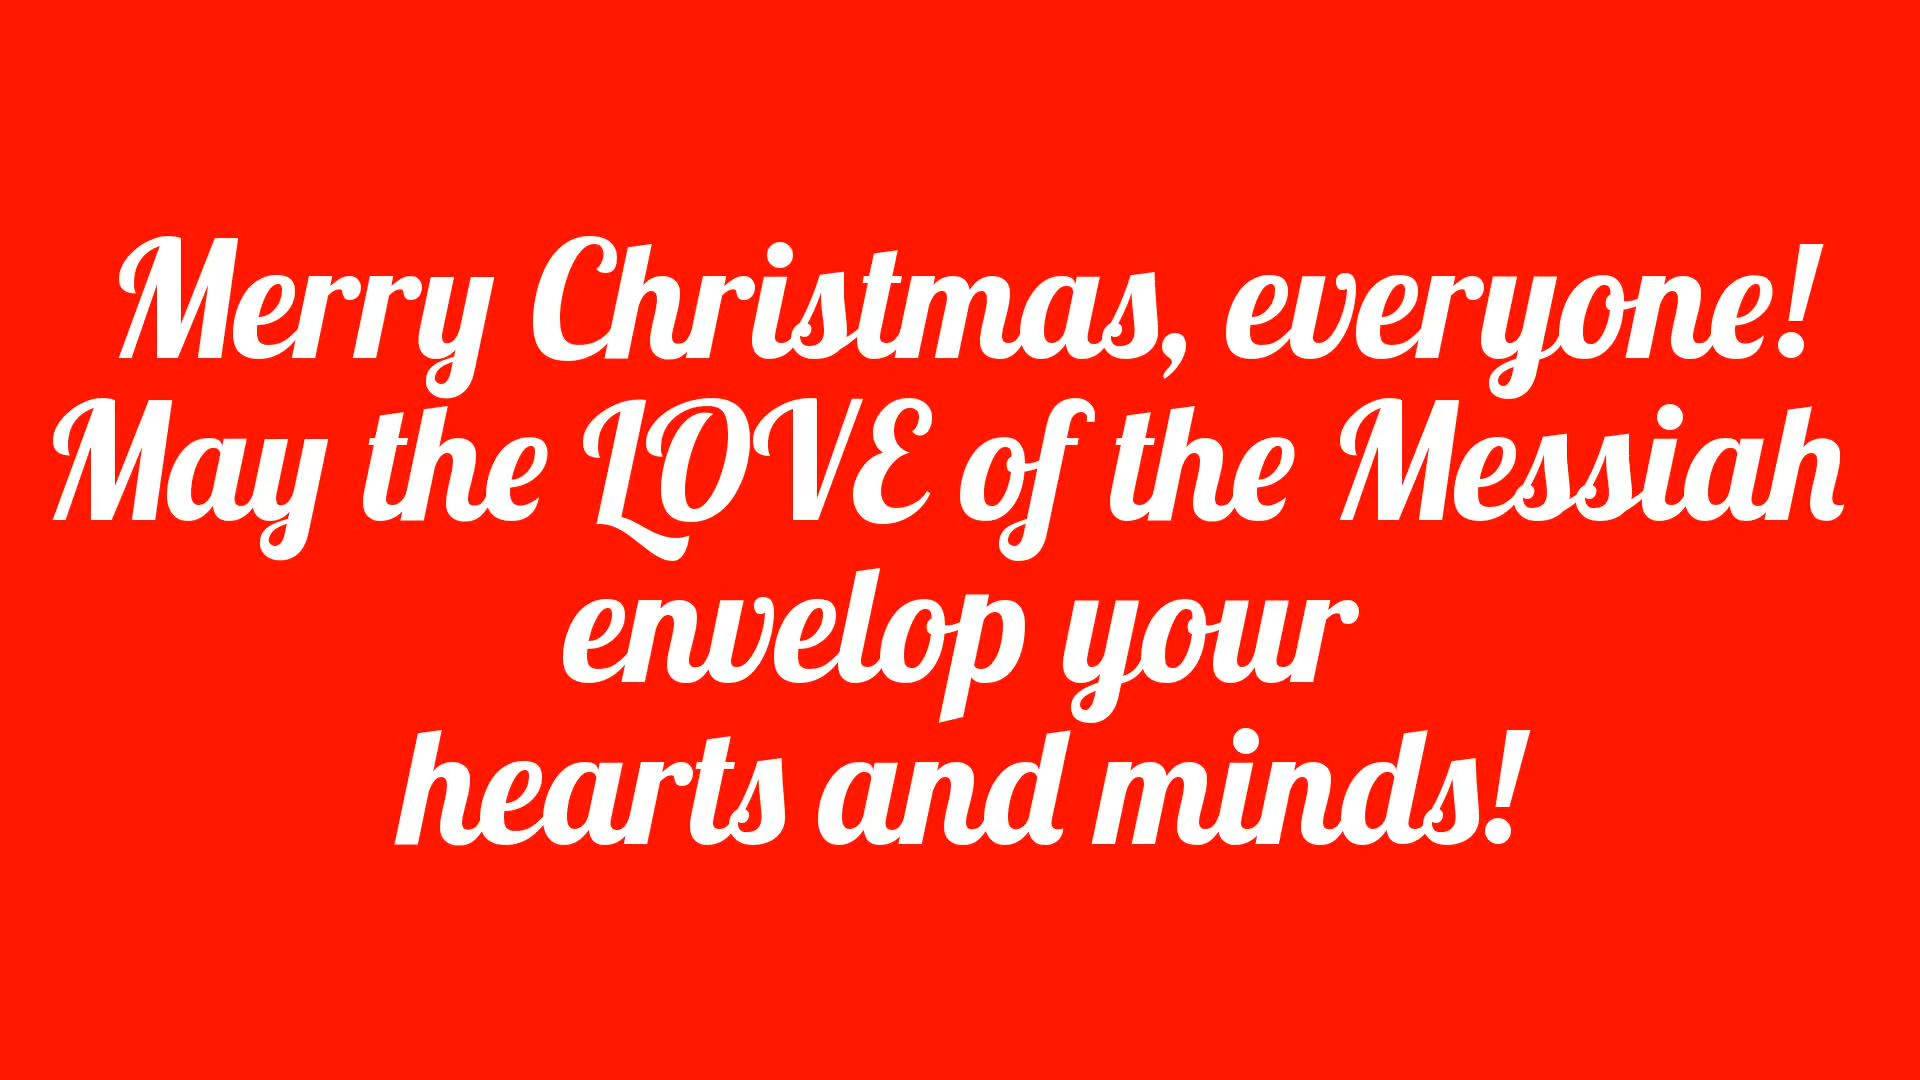 Merry Christmas, everyone!
May the LOVE of the Messiah
envelop your
hearts and minds!